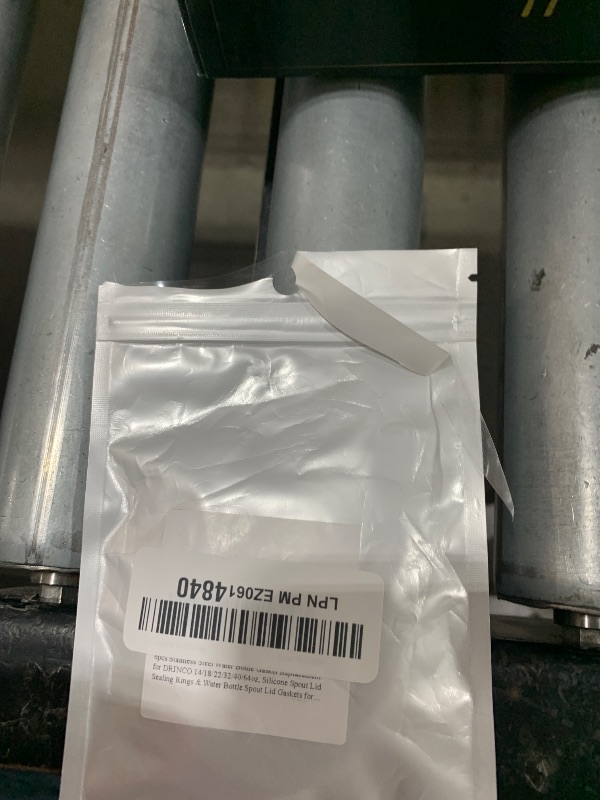 LPN PM EZ0614840
for DRINCO 14/18/22/32/40/64oz, Silicone Spout Lid
Sealing Rings & Water Bottle Spout Lid Gaskets for...